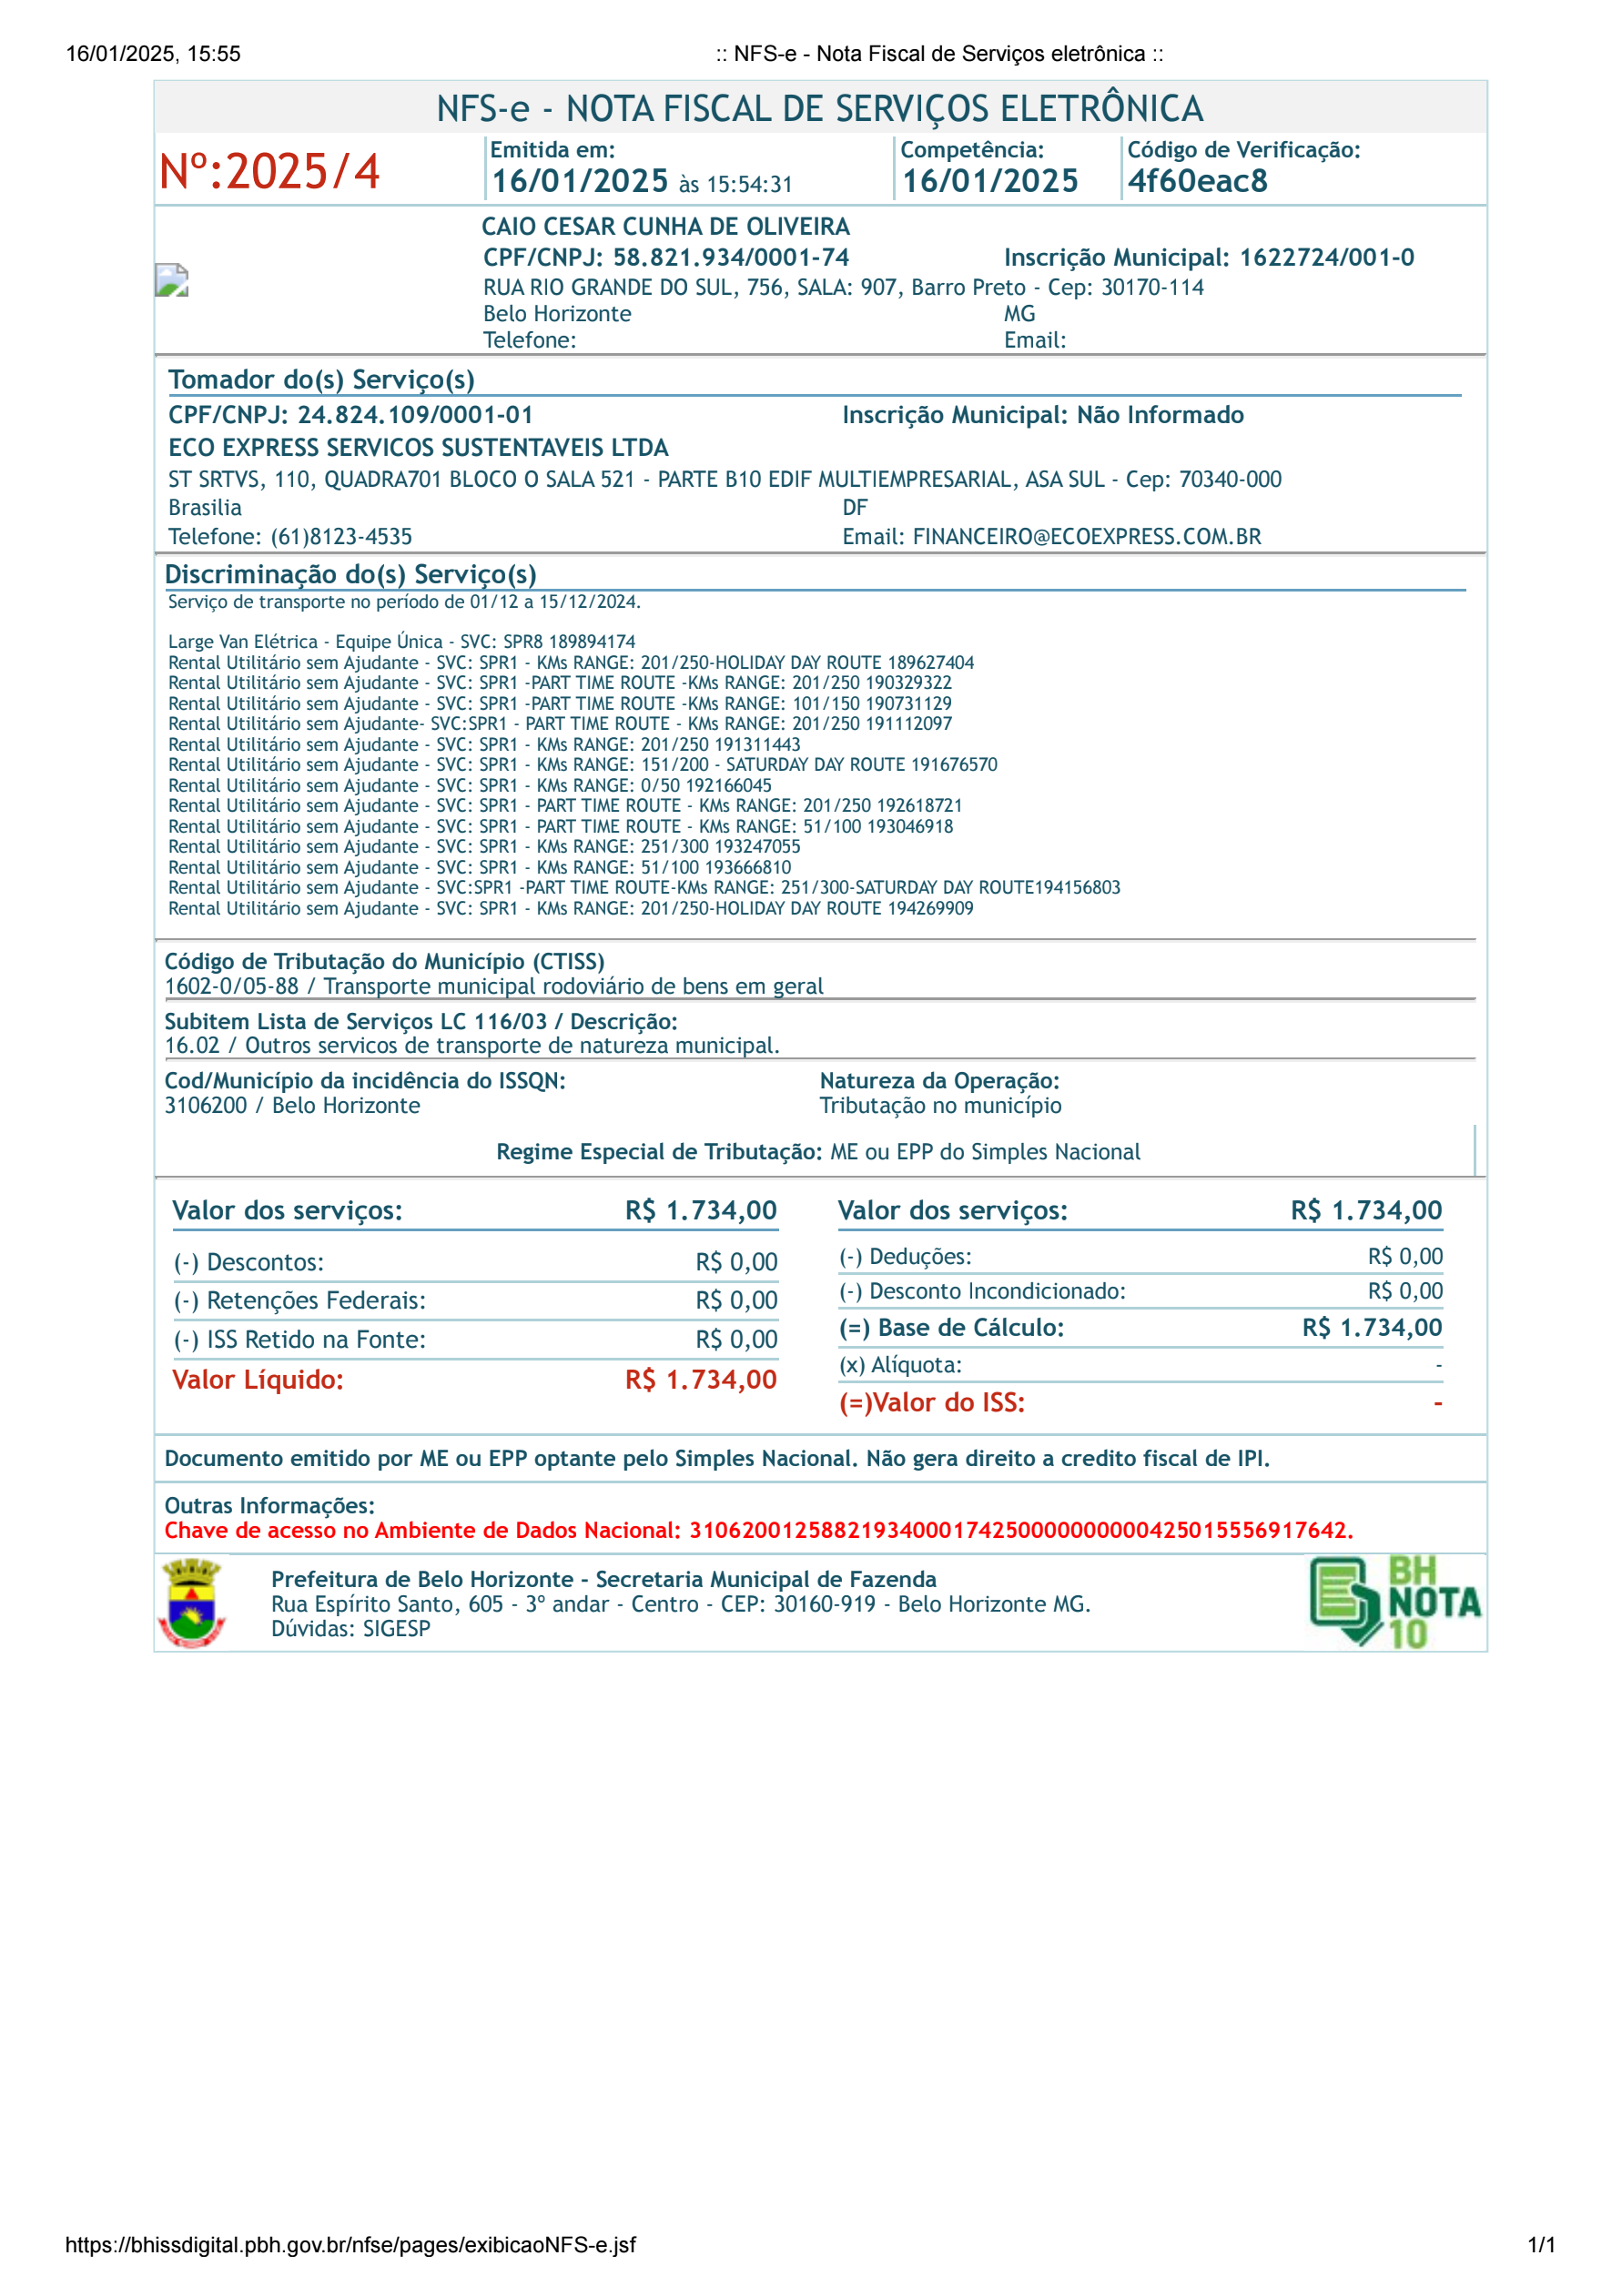 16/01/2025, 15:55 :: NFS-e - Nota Fiscal de Serviços eletrônica ::
NFS-e - NOTA FISCAL DE SERVIÇOS ELETRÔNICA
Nº:2025/4
Emitida em: Competência: Código de Verificação:
16/01/2025 às 15:54:31 16/01/2025 4f60eac8
CAIO CESAR CUNHA DE OLIVEIRA
CPF/CNPJ: 58.821.934/0001-74 Inscrição Municipal: 1622724/001-0
RUA RIO GRANDE DO SUL, 756, SALA: 907, Barro Preto - Cep: 30170-114
Belo Horizonte MG
Telefone: Email:
Tomador do(s) Serviço(s)
CPF/CNPJ: 24.824.109/0001-01 Inscrição Municipal: Não Informado
ECO EXPRESS SERVICOS SUSTENTAVEIS LTDA
ST SRTVS, 110, QUADRA701 BLOCO O SALA 521 - PARTE B10 EDIF MULTIEMPRESARIAL, ASA SUL - Cep: 70340-000
Brasilia DF
Telefone: (61)8123-4535 Email: FINANCEIRO@ECOEXPRESS.COM.BR
Discriminação do(s) Serviço(s)
Serviço de transporte no período de 01/12 a 15/12/2024.
Large Van Elétrica - Equipe Única - SVC: SPR8 189894174
Rental Utilitário sem Ajudante - SVC: SPR1 - KMs RANGE: 201/250-HOLIDAY DAY ROUTE 189627404
Rental Utilitário sem Ajudante - SVC: SPR1 -PART TIME ROUTE -KMs RANGE: 201/250 190329322
Rental Utilitário sem Ajudante - SVC: SPR1 -PART TIME ROUTE -KMs RANGE: 101/150 190731129
Rental Utilitário sem Ajudante- SVC:SPR1 - PART TIME ROUTE - KMs RANGE: 201/250 191112097
Rental Utilitário sem Ajudante - SVC: SPR1 - KMs RANGE: 201/250 191311443
Rental Utilitário sem Ajudante - SVC: SPR1 - KMs RANGE: 151/200 - SATURDAY DAY ROUTE 191676570
Rental Utilitário sem Ajudante - SVC: SPR1 - KMs RANGE: 0/50 192166045
Rental Utilitário sem Ajudante - SVC: SPR1 - PART TIME ROUTE - KMs RANGE: 201/250 192618721
Rental Utilitário sem Ajudante - SVC: SPR1 - PART TIME ROUTE - KMs RANGE: 51/100 193046918
Rental Utilitário sem Ajudante - SVC: SPR1 - KMs RANGE: 251/300 193247055
Rental Utilitário sem Ajudante - SVC: SPR1 - KMs RANGE: 51/100 193666810
Rental Utilitário sem Ajudante - SVC:SPR1 -PART TIME ROUTE-KMs RANGE: 251/300-SATURDAY DAY ROUTE194156803
Rental Utilitário sem Ajudante - SVC: SPR1 - KMs RANGE: 201/250-HOLIDAY DAY ROUTE 194269909
Código de Tributação do Município (CTISS)
1602-0/05-88 / Transporte municipal rodoviário de bens em geral
Subitem Lista de Serviços LC 116/03 / Descrição:
16.02 / Outros servicos de transporte de natureza municipal.
Cod/Município da incidência do ISSQN: Natureza da Operação:
3106200 / Belo Horizonte Tributação no município
Regime Especial de Tributação: ME ou EPP do Simples Nacional
Valor dos serviços: R$ 1.734,00
(-) Descontos: R$ 0,00
(-) Retenções Federais: R$ 0,00
(-) ISS Retido na Fonte: R$ 0,00
Valor Líquido: R$ 1.734,00
Valor dos serviços: R$ 1.734,00
(-) Deduções: R$ 0,00
(-) Desconto Incondicionado: R$ 0,00
(=) Base de Cálculo: R$ 1.734,00
(x) Alíquota: -
(=)Valor do ISS: -
Documento emitido por ME ou EPP optante pelo Simples Nacional. Não gera direito a credito fiscal de IPI.
Outras Informações:
Chave de acesso no Ambiente de Dados Nacional: 31062001258821934000174250000000000425015556917642.
Prefeitura de Belo Horizonte - Secretaria Municipal de Fazenda
Rua Espírito Santo, 605 - 3º andar - Centro - CEP: 30160-919 - Belo Horizonte MG.
Dúvidas: SIGESP
BH
NOTA
10
https://bhissdigital.pbh.gov.br/nfse/pages/exibicaoNFS-e.jsf 1/1